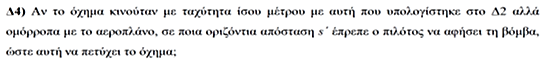 Δ4) Αν το όχημα κινούταν με ταχύτητα ίσου μέτρου με αυτή που υπολογίστηκε στο Δ2 αλλά
ομόρροπα με το αεροπλάνο, σε ποια οριζόντια απόσταση s΄ έπρεπε ο πιλότος να αφήσει τη βόμβα,
ώστε αυτή να πετύχει το όχημα;